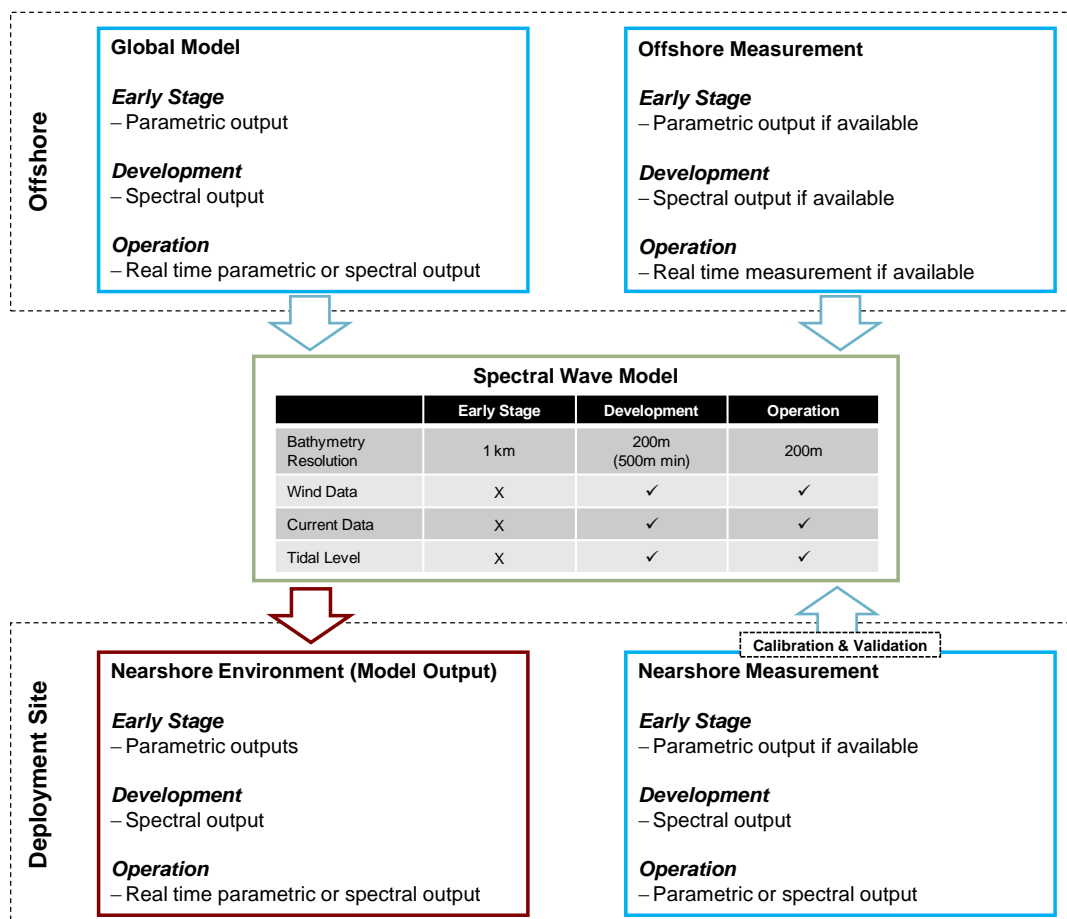 Offshore
Global Model
Early Stage
– Parametric output
Development
– Spectral output
Operation
– Real time parametric or spectral output
Offshore Measurement
Early Stage
– Parametric output if available
Development
– Spectral output if available
Operation
– Real time measurement if available
Spectral Wave Model
Early Stage Development Operation
Bathymetry Resolution 1 km 200m (500m min) 200m
Wind Data X ✓ ✓
Current Data X ✓ ✓
Tidal Level X ✓ ✓
Deployment Site
Nearshore Environment (Model Output)
Early Stage
– Parametric outputs
Development
– Spectral output
Operation
– Real time parametric or spectral output
Calibration & Validation
Nearshore Measurement
Early Stage
– Parametric output if available
Development
– Spectral output
Operation
– Parametric or spectral output